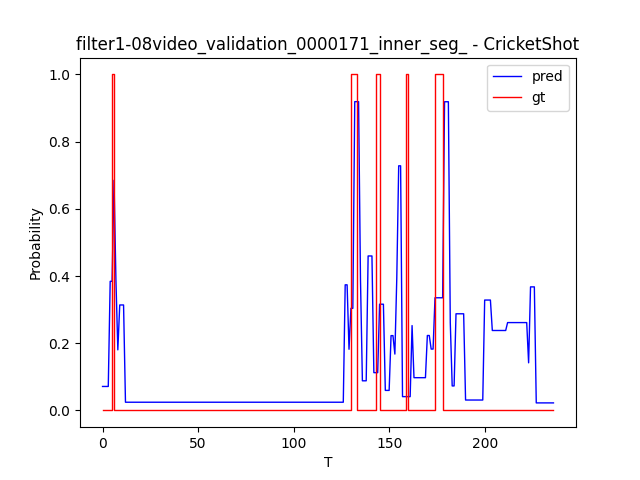 filter1-08video_validation_0000171_inner_seg_ - CricketShot
pred
gt
1.0
0.8
0.6
0.4
0.2
0.0
Probability
0 50 100 150 200
T